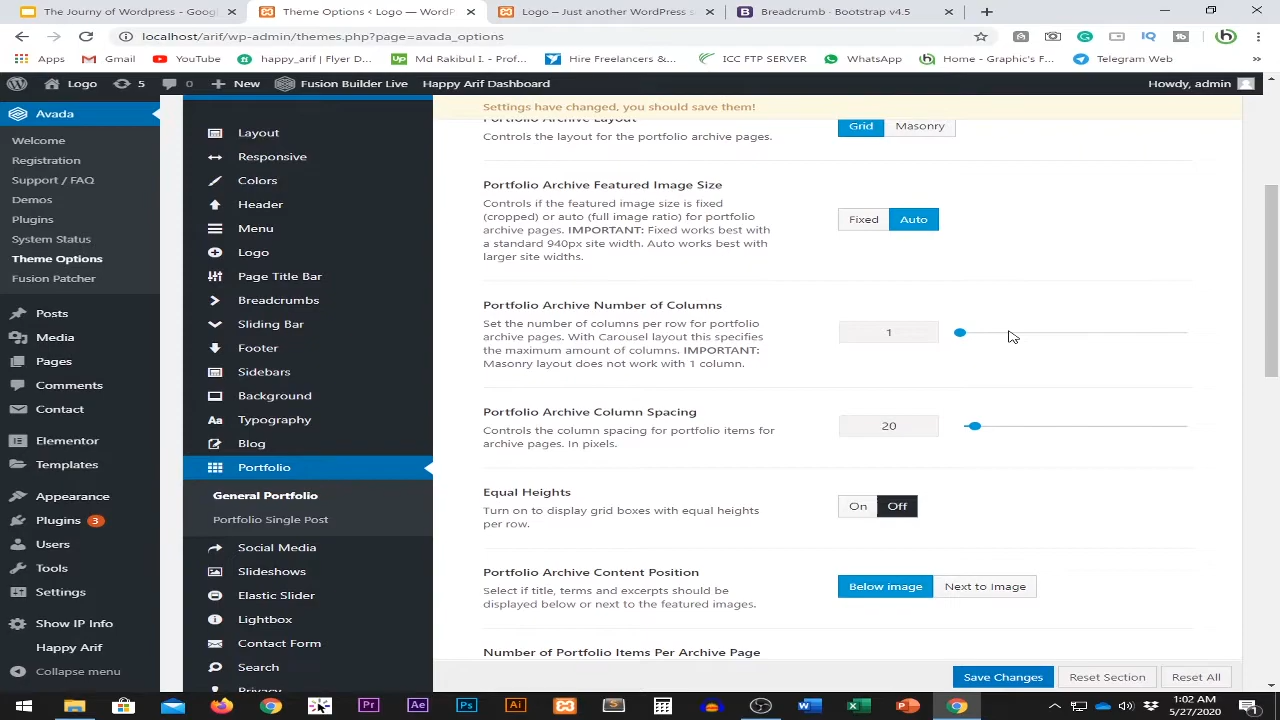 The Journy of Wordpress - Goog
Theme Options < Logo — WordP
Logo – Just another WordPress s
Breadcrumb · Bootstrap v4.5
localhost/arif/wp-admin/themes.php?page=avada_options
Apps
Gmail
YouTube
happy_arif | Flyer D...
Md Rakibul I. - Prof...
Hire Freelancers &...
ICC FTP SERVER
WhatsApp
Home - Graphic's F...
Telegram Web
Logo
5
0
New
Fusion Builder Live
Happy Arif Dashboard
Howdy, admin
Avada
Welcome
Registration
Support / FAQ
Demos
Plugins
System Status
Theme Options
Fusion Patcher
Posts
Media
Pages
Comments
Contact
Elementor
Templates
Appearance
Plugins 3
Users
Tools
Settings
Show IP Info
Happy Arif
Collapse menu
Layout
Responsive
Colors
Header
Menu
Logo
Page Title Bar
Breadcrumbs
Sliding Bar
Footer
Sidebars
Background
Typography
Blog
Portfolio
General Portfolio
Portfolio Single Post
Social Media
Slideshows
Elastic Slider
Lightbox
Contact Form
Search
Privacy
Settings have changed, you should save them!
Portfolio Archive Layout
Controls the layout for the portfolio archive pages.
Grid
Masonry
Portfolio Archive Featured Image Size
Controls if the featured image size is fixed
(cropped) or auto (full image ratio) for portfolio
archive pages. IMPORTANT: Fixed works best with
a standard 940px site width. Auto works best with
larger site widths.
Fixed
Auto
Portfolio Archive Number of Columns
Set the number of columns per row for portfolio
archive pages. With Carousel layout this specifies
the maximum amount of columns. IMPORTANT:
Masonry layout does not work with 1 column.
1
Portfolio Archive Column Spacing
Controls the column spacing for portfolio items for
archive pages. In pixels.
20
Equal Heights
Turn on to display grid boxes with equal heights
per row.
On
Off
Portfolio Archive Content Position
Select if title, terms and excerpts should be
displayed below or next to the featured images.
Below image
Next to Image
Number of Portfolio Items Per Archive Page
Save Changes
Reset Section
Reset All
1:02 AM
5/27/2020